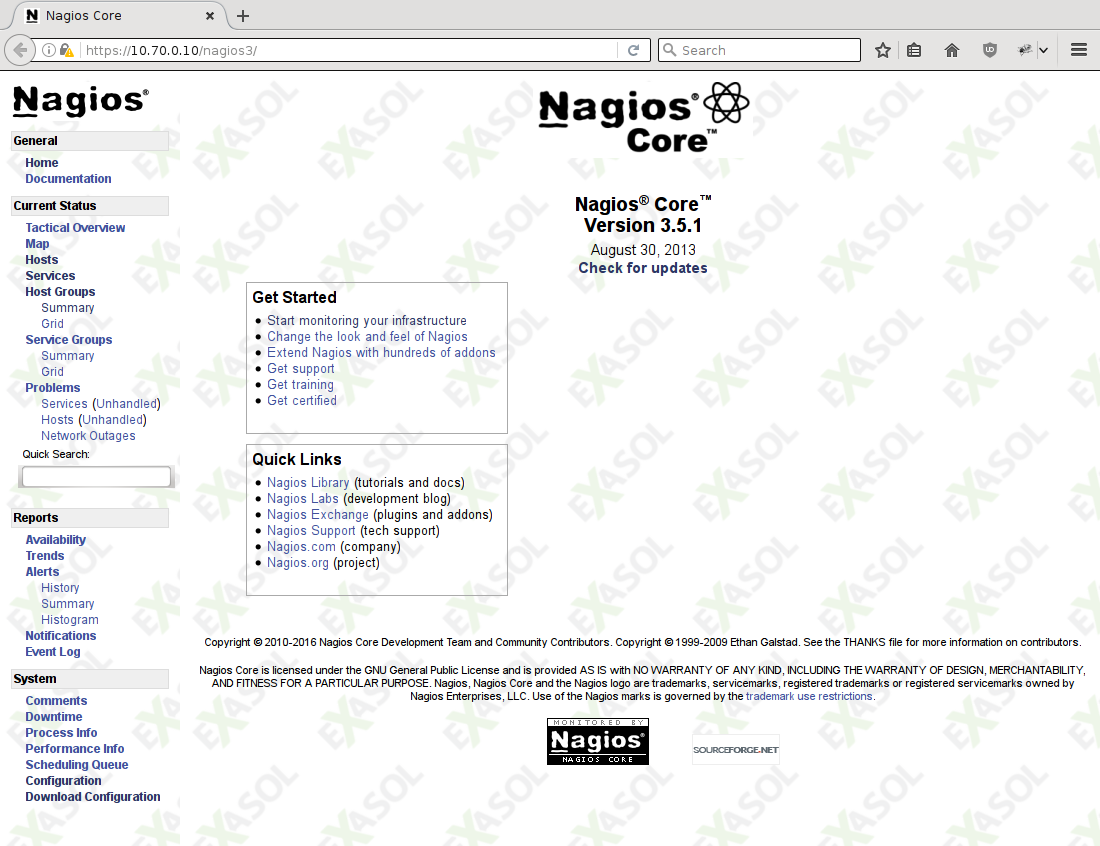 Nagios Core
https://10.70.0.10/nagios3/
Search
Nagios®
General
Home
Documentation
Current Status
Tactical Overview
Map
Hosts
Services
Host Groups
Summary
Grid
Service Groups
Summary
Grid
Problems
Services (Unhandled)
Hosts (Unhandled)
Network Outages
Quick Search:
Reports
Availability
Trends
Alerts
History
Summary
Histogram
Notifications
Event Log
System
Comments
Downtime
Process Info
Performance Info
Scheduling Queue
Configuration
Download Configuration
Nagios®
Core™
Nagios® Core™
Version 3.5.1
August 30, 2013
Check for updates
Get Started
Start monitoring your infrastructure
Change the look and feel of Nagios
Extend Nagios with hundreds of addons
Get support
Get training
Get certified
Quick Links
Nagios Library (tutorials and docs)
Nagios Labs (development blog)
Nagios Exchange (plugins and addons)
Nagios Support (tech support)
Nagios.com (company)
Nagios.org (project)
Copyright © 2010-2016 Nagios Core Development Team and Community Contributors. Copyright © 1999-2009 Ethan Galstad. See the THANKS file for more information on contributors.
Nagios Core is licensed under the GNU General Public License and is provided AS IS with NO WARRANTY OF ANY KIND, INCLUDING THE WARRANTY OF DESIGN, MERCHANTABILITY,
AND FITNESS FOR A PARTICULAR PURPOSE. Nagios, Nagios Core and the Nagios logo are trademarks, servicemarks, registered trademarks or registered servicemarks owned by
Nagios Enterprises, LLC. Use of the Nagios marks is governed by the trademark use restrictions.
MONITORED BY
Nagios®
NAGIOS CORE
SOURCEFORGE.NET
EXASOL